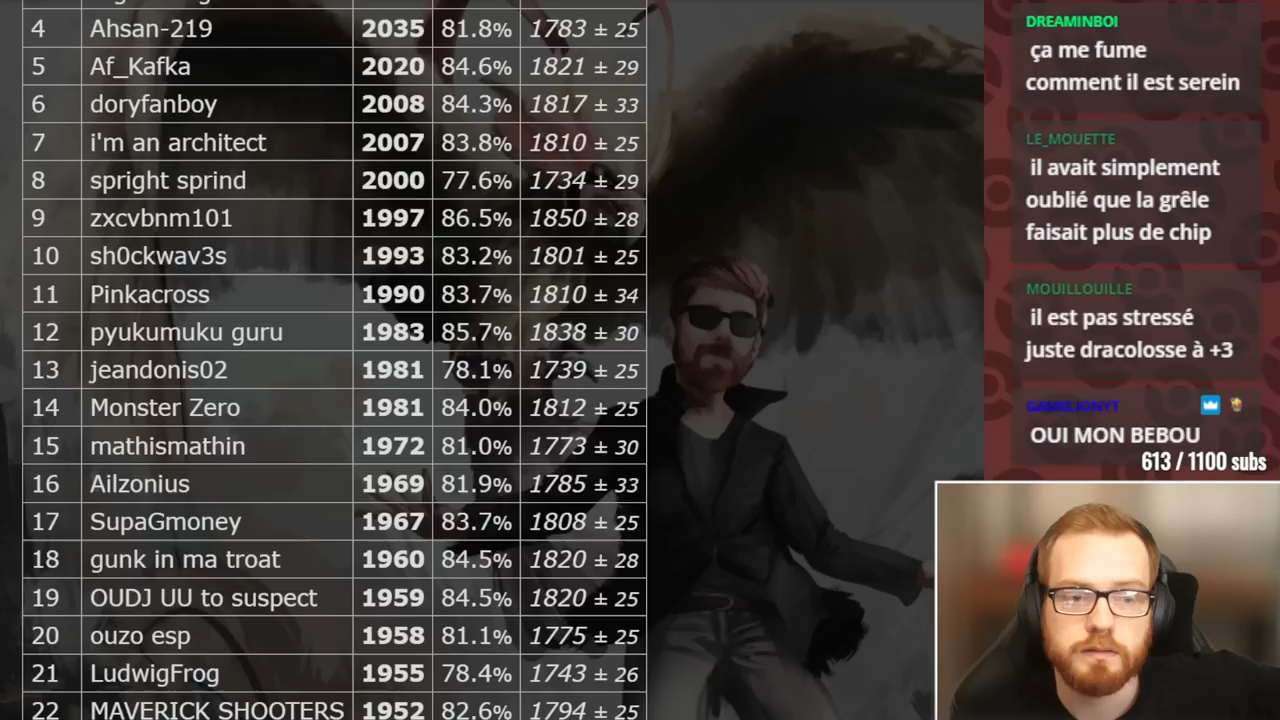 4 Ahsan-219 2035 81.8% 1783 ± 25
5 Af_Kafka 2020 84.6% 1821 ± 29
6 doryfanboy 2008 84.3% 1817 ± 33
7 i'm an architect 2007 83.8% 1810 ± 25
8 spright sprind 2000 77.6% 1734 ± 29
9 zxcvbnm101 1997 86.5% 1850 ± 28
10 sh0ckwav3s 1993 83.2% 1801 ± 25
11 Pinkacross 1990 83.7% 1810 ± 34
12 pyukumuku guru 1983 85.7% 1838 ± 30
13 jeandonis02 1981 78.1% 1739 ± 25
14 Monster Zero 1981 84.0% 1812 ± 25
15 mathismathin 1972 81.0% 1773 ± 30
16 Ailzonius 1969 81.9% 1785 ± 33
17 SupaGmoney 1967 83.7% 1808 ± 25
18 gunk in ma troat 1960 84.5% 1820 ± 28
19 OUDJ UU to suspect 1959 84.5% 1820 ± 25
20 ouzo esp 1958 81.1% 1775 ± 25
21 LudwigFrog 1955 78.4% 1743 ± 26
22 MAVERICK SHOOTERS 1952 82.6% 1794 ± 25
DREAMINBOI
ça me fume
comment il est serein
LE_MOUETTE
il avait simplement
oublié que la grêle
faisait plus de chip
MOUILLOUILLE
il est pas stressé
juste dracolosse à +3
OUI MON BEBOU
613 / 1100 subs